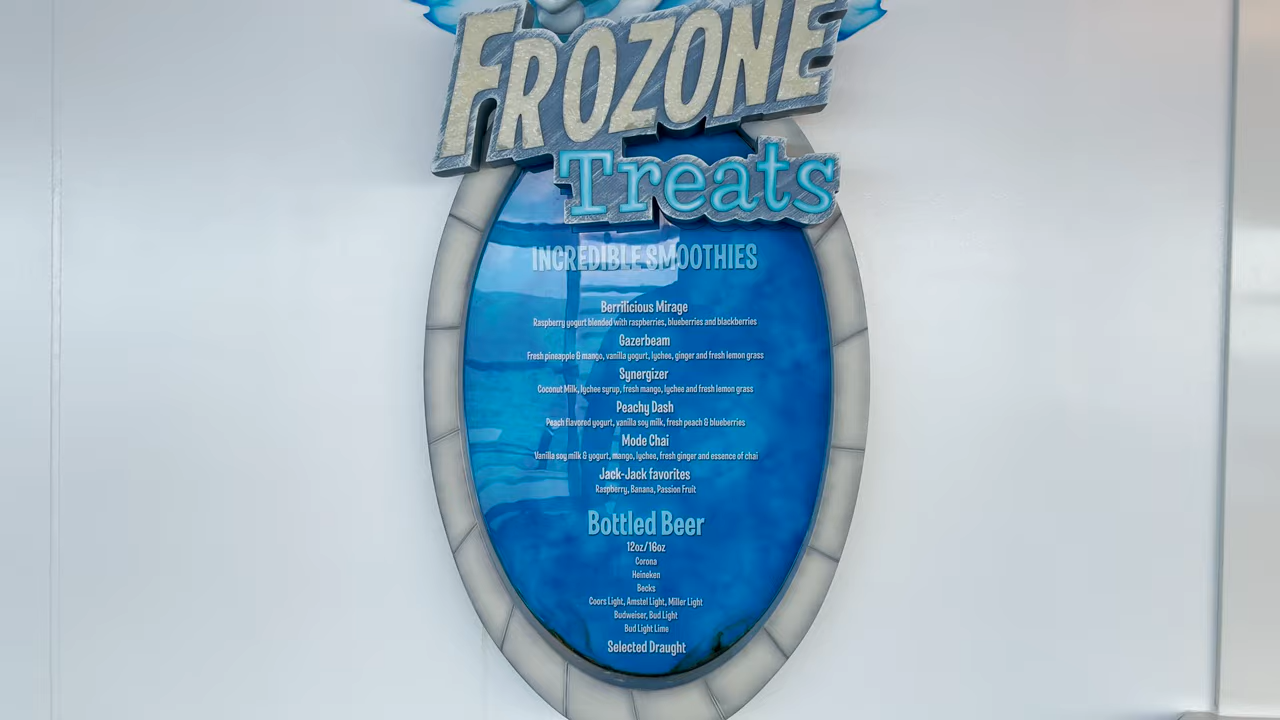 FROZONE
Treats
INCREDIBLE SMOOTHIES
Berrilicious Mirage
Raspberry yogurt blended with raspberries, blueberries and blackberries
Gazerbeam
Fresh pineapple & mango, vanilla yogurt, lychee, ginger and fresh lemon grass
Synergizer
Coconut Milk, lychee syrup, fresh mango, lychee and fresh lemon grass
Peachy Dash
Peach flavored yogurt, vanilla soy milk, fresh peach & blueberries
Mode Chai
Vanilla soy milk & yogurt, mango, lychee, fresh ginger and essence of chai
Jack-Jack favorites
Raspberry, Banana, Passion Fruit
Bottled Beer
12oz/16oz
Corona
Heineken
Becks
Coors Light, Amstel Light, Miller Light
Budweiser, Bud Light
Bud Light Lime
Selected Draught